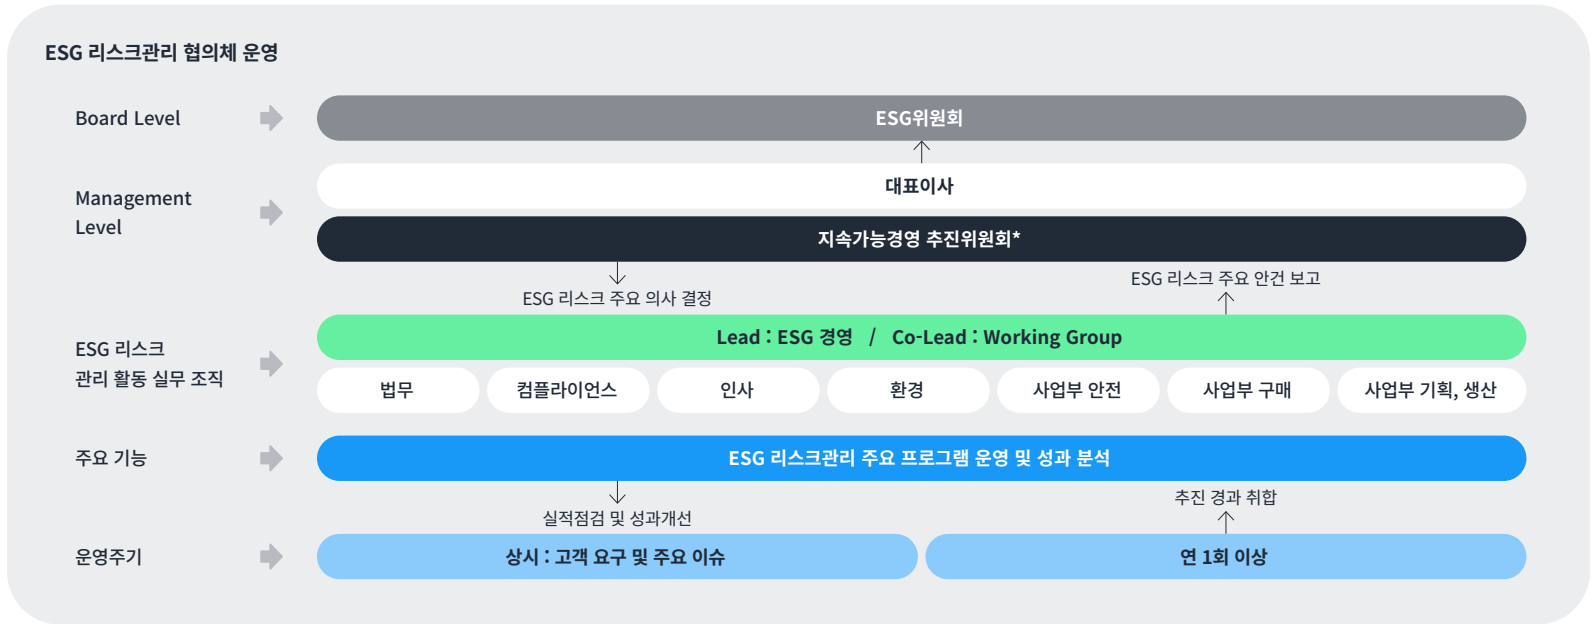 ESG 리스크관리 협의체 운영
Board Level
ESG위원회
Management
Level
대표이사
지속가능경영 추진위원회*
ESG 리스크 주요 의사 결정
ESG 리스크 주요 안건 보고
ESG 리스크
관리 활동 실무 조직
Lead : ESG 경영 / Co-Lead : Working Group
법무
컴플라이언스
인사
환경
사업부 안전
사업부 구매
사업부 기획, 생산
주요 기능
ESG 리스크관리 주요 프로그램 운영 및 성과 분석
실적점검 및 성과개선
추진 경과 취합
운영주기
상시 : 고객 요구 및 주요 이슈
연 1회 이상